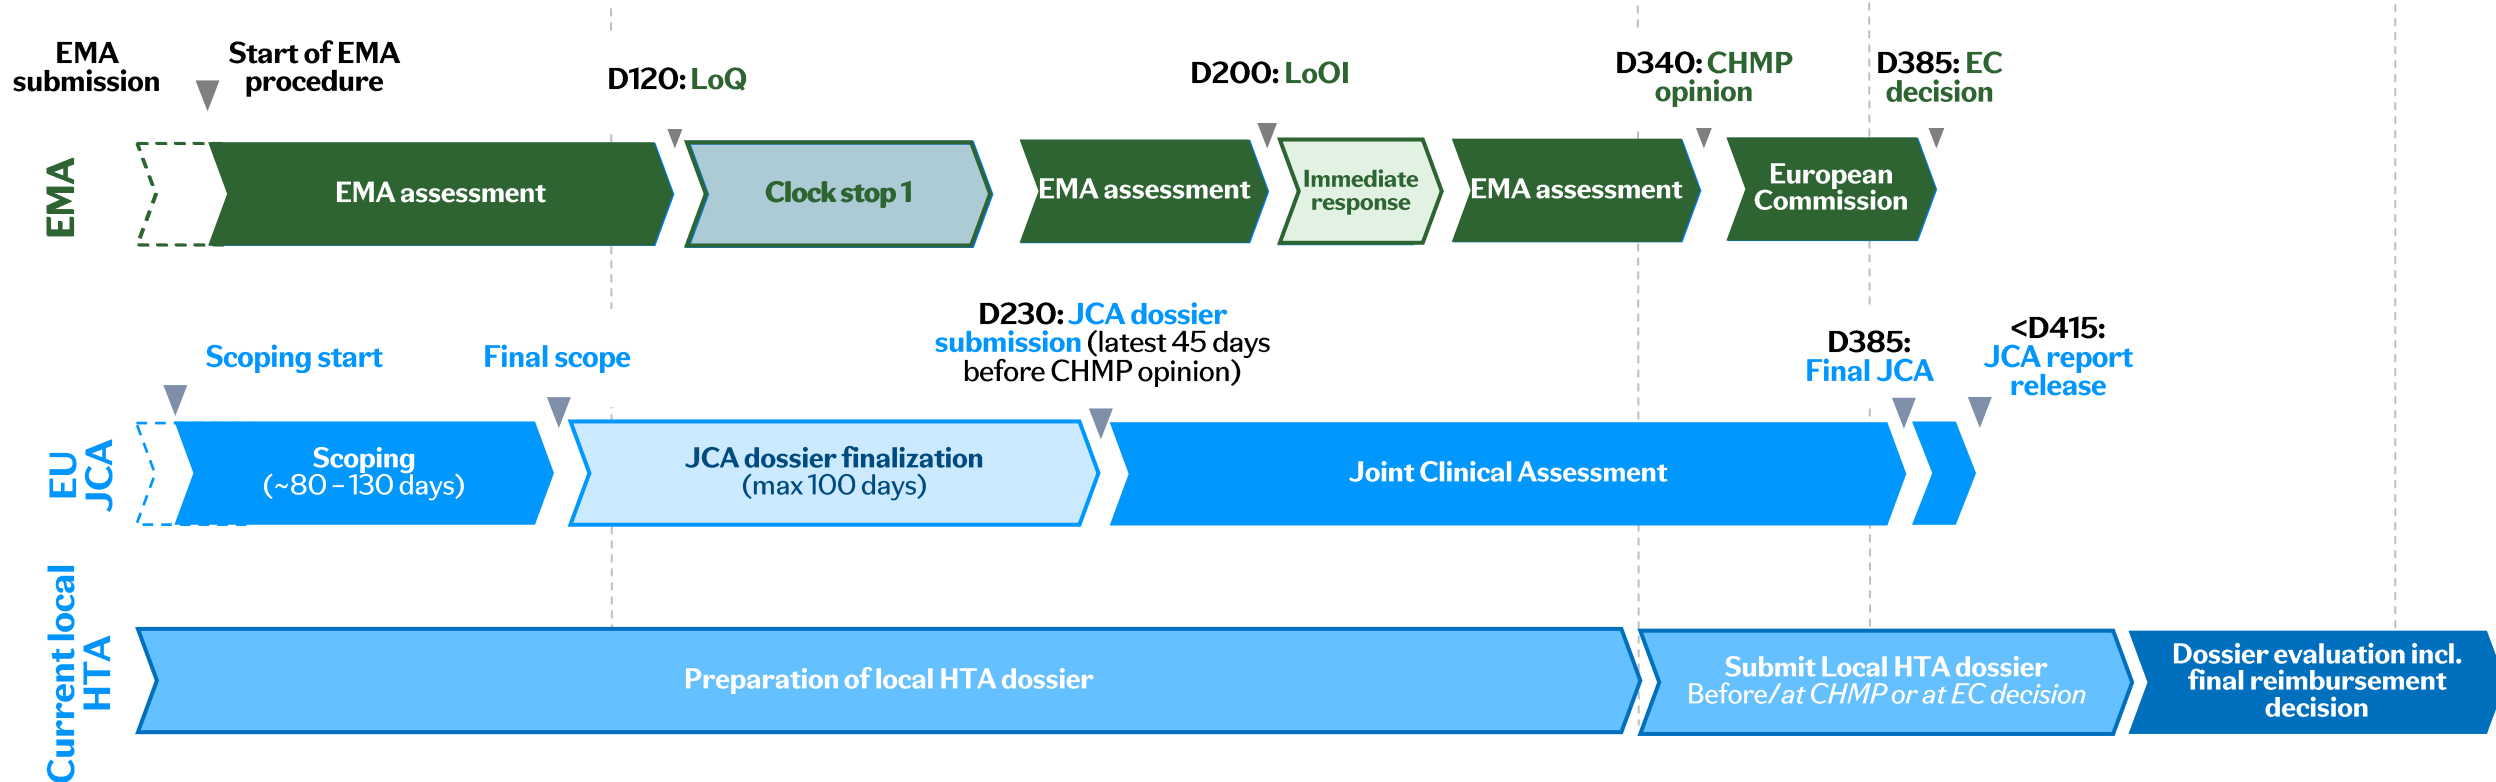 EMA
submission
Start of EMA
procedure
D120: LoQ
D200: LoOI
D340: CHMP
opinion
D385: EC
decision
EMA
EMA assessment
Clock stop 1
EMA assessment
Immediate
response
EMA assessment
European
Commission
Scoping start
Final scope
D230: JCA dossier
submission (latest 45 days
before CHMP opinion)
D385:
Final JCA
<D415:
JCA report
release
EU
JCA
Scoping
(~80 – 130 days)
JCA dossier finalization
(max 100 days)
Joint Clinical Assessment
Current local
HTA
Preparation of local HTA dossier
Submit Local HTA dossier
Before/at CHMP or at EC decision
Dossier evaluation incl.
final reimbursement
decision